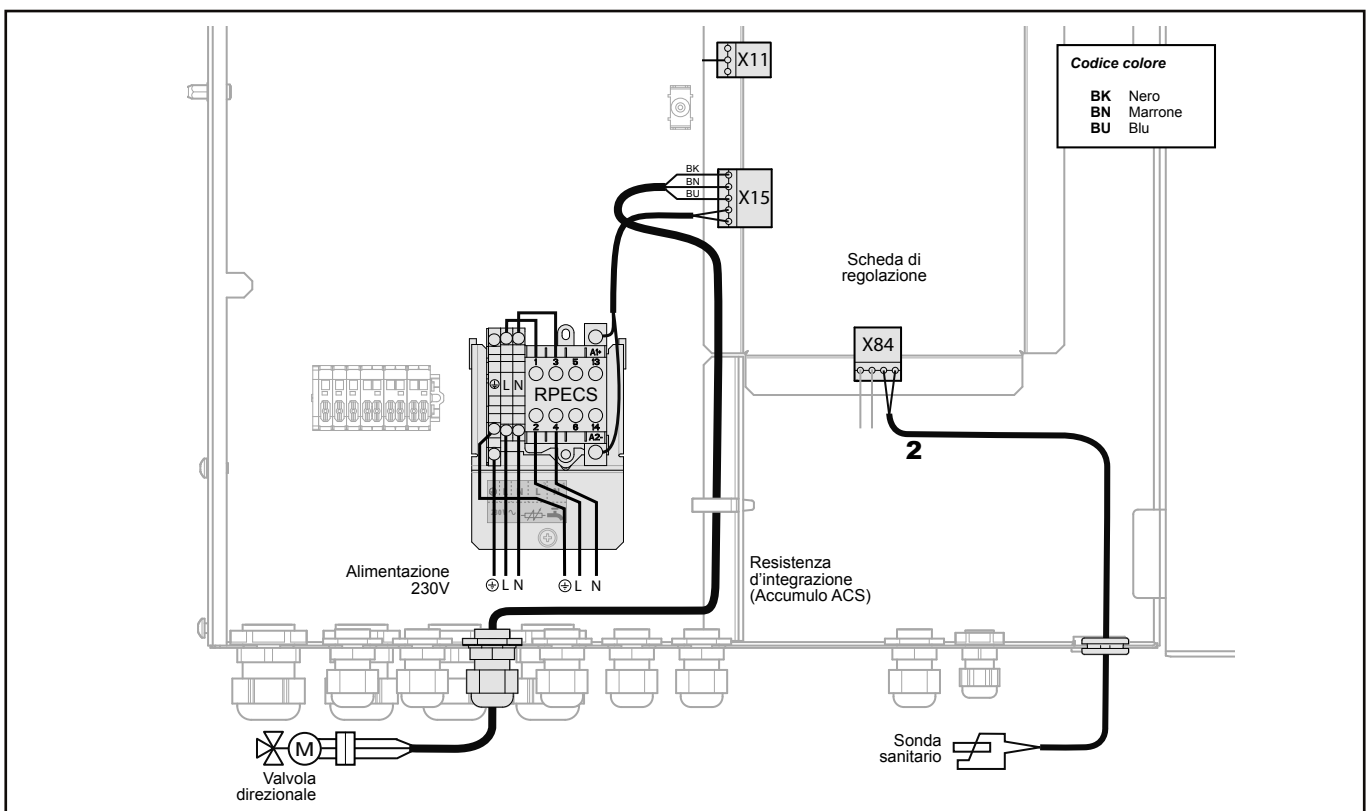 X11
Codice colore
BK Nero
BN Marrone
BU Blu
BK
BN
BU
X15
Scheda di
regolazione
X84
A1+
1 3 5 13
L N
RPECS
2 4 6 14
A2-
2
230V
Alimentazione
230V
L N
L N
Resistenza
d'integrazione
(Accumulo ACS)
M
Valvola
direzionale
Sonda
sanitario